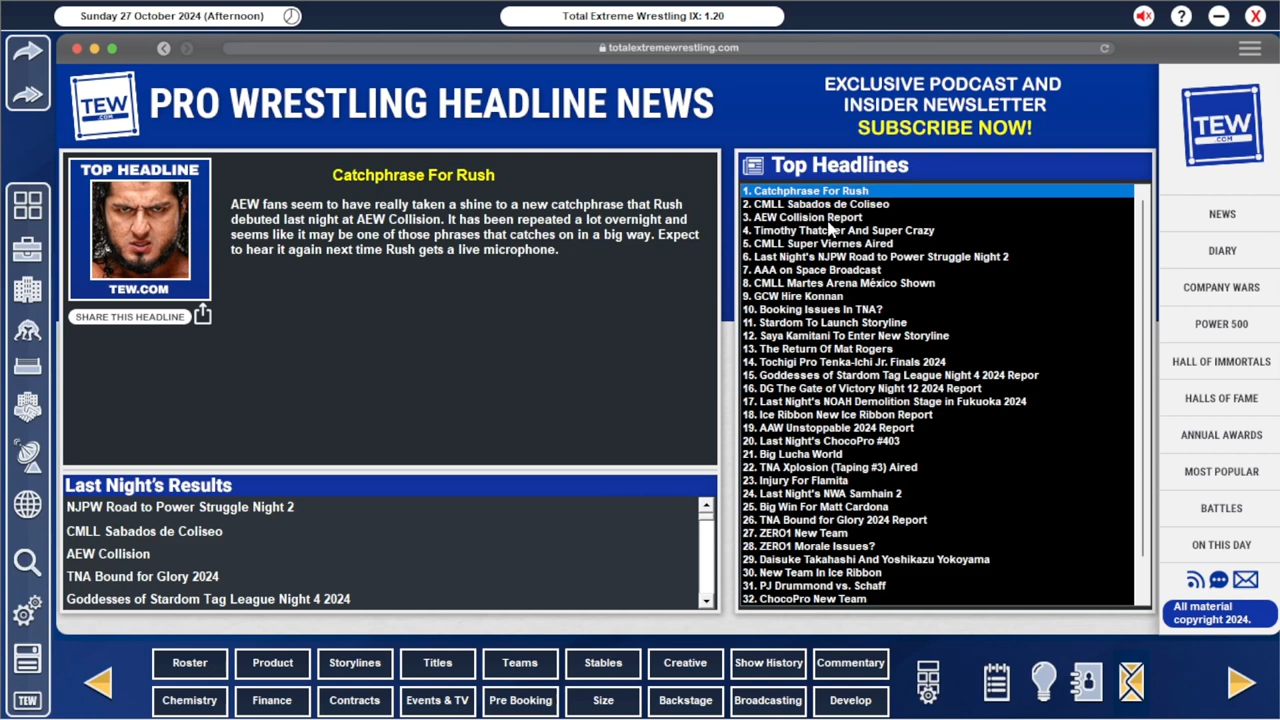 Sunday 27 October 2024 (Afternoon)
Total Extreme Wrestling IX: 1.20
totalextremewrestling.com
TEW
.COM
PRO WRESTLING HEADLINE NEWS
EXCLUSIVE PODCAST AND
INSIDER NEWSLETTER
SUBSCRIBE NOW!
TEW
.COM
TOP HEADLINE
TEW.COM
SHARE THIS HEADLINE
Catchphrase For Rush
AEW fans seem to have really taken a shine to a new catchphrase that Rush
debuted last night at AEW Collision. It has been repeated a lot overnight and
seems like it may be one of those phrases that catches on in a big way. Expect
to hear it again next time Rush gets a live microphone.
Last Night's Results
NJPW Road to Power Struggle Night 2
CMLL Sabados de Coliseo
AEW Collision
TNA Bound for Glory 2024
Goddesses of Stardom Tag League Night 4 2024
Top Headlines
1. Catchphrase For Rush
2. CMLL Sabados de Coliseo
3. AEW Collision Report
4. Timothy Thatcher And Super Crazy
5. CMLL Super Viernes Aired
6. Last Night's NJPW Road to Power Struggle Night 2
7. AAA on Space Broadcast
8. CMLL Martes Arena México Shown
9. GCW Hire Konnan
10. Booking Issues In TNA?
11. Stardom To Launch Storyline
12. Saya Kamitani To Enter New Storyline
13. The Return Of Mat Rogers
14. Tochigi Pro Tenka-Ichi Jr. Finals 2024
15. Goddesses of Stardom Tag League Night 4 2024 Repor
16. DG The Gate of Victory Night 12 2024 Report
17. Last Night's NOAH Demolition Stage in Fukuoka 2024
18. Ice Ribbon New Ice Ribbon Report
19. AAW Unstoppable 2024 Report
20. Last Night's ChocoPro #403
21. Big Lucha World
22. TNA Xplosion (Taping #3) Aired
23. Injury For Flamita
24. Last Night's NWA Samhain 2
25. Big Win For Matt Cardona
26. TNA Bound for Glory 2024 Report
27. ZERO1 New Team
28. ZERO1 Morale Issues?
29. Daisuke Takahashi And Yoshikazu Yokoyama
30. New Team In Ice Ribbon
31. PJ Drummond vs. Schaff
32. ChocoPro New Team
NEWS
DIARY
COMPANY WARS
POWER 500
HALL OF IMMORTALS
HALLS OF FAME
ANNUAL AWARDS
MOST POPULAR
BATTLES
ON THIS DAY
All material
copyright 2024.
TEW
Roster
Product
Storylines
Titles
Teams
Stables
Creative
Show History
Commentary
Chemistry
Finance
Contracts
Events & TV
Pre Booking
Size
Backstage
Broadcasting
Develop